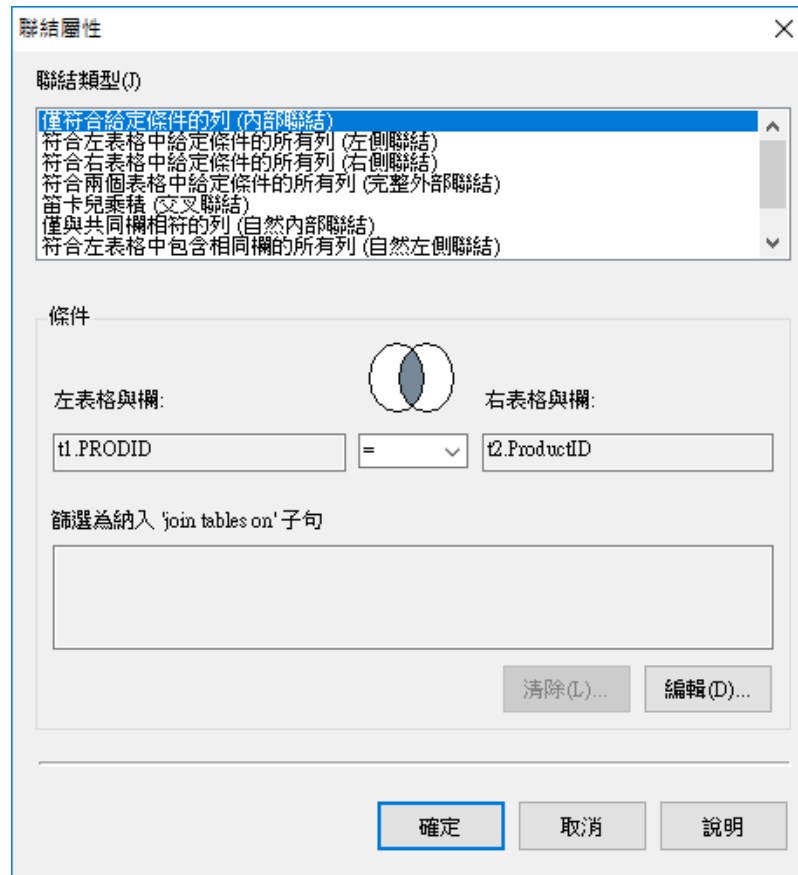 聯結屬性
聯結類型(J)
僅符合給定條件的列 (內部聯結)
符合左表格中給定條件的所有列 (左側聯結)
符合右表格中給定條件的所有列 (右側聯結)
符合兩個表格中給定條件的所有列 (完整外部聯結)
笛卡兒乘積 (交叉聯結)
僅與共同欄相符的列 (自然內部聯結)
符合左表格中包含相同欄的所有列 (自然左側聯結)
條件
左表格與欄: 右表格與欄:
t1.PRODID = t2.ProductID
篩選為納入 'join tables on' 子句
清除(L)... 編輯(D)...
確定 取消 說明